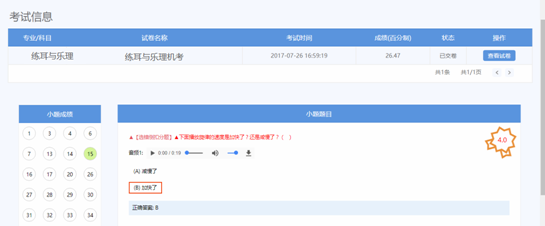 考试信息
专业/科目 试卷名称 考试时间 成绩(百分制) 状态 操作
练耳与乐理 练耳与乐理机考 2017-07-26 16:59:19 26.47 已交卷 查看试卷
共1条 共1/1页
小题成绩 小题题目
1 3 4 6
7 13 14 15
16 17 20 26
27 28 29 30
31 32 33 34
▲【选择倒扣分题】▲下面播放旋律的速度是加快了?还是减慢了?( )
4.0
音频1: 0:00 / 0:19
(A) 减慢了
(B) 加快了
正确答案: B